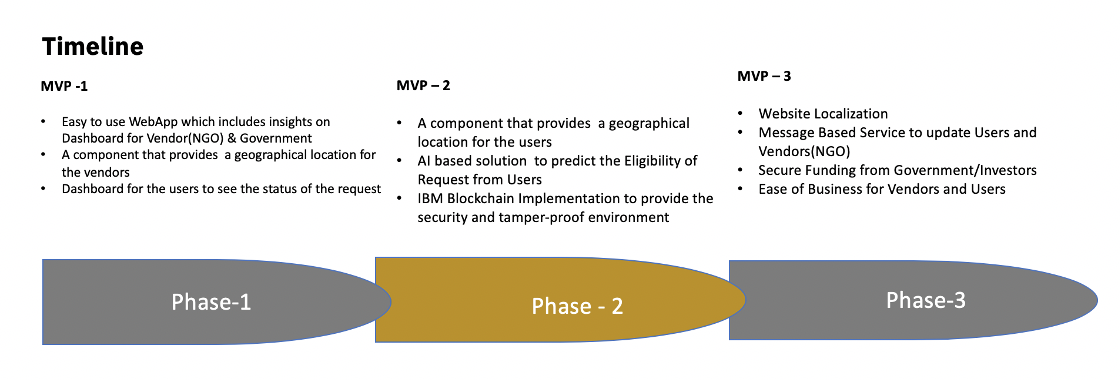 Timeline
MVP -1
• Easy to use WebApp which includes insights on
Dashboard for Vendor(NGO) & Government
• A component that provides  a geographical location for
the vendors
• Dashboard for the users to see the status of the request
MVP – 2
• A component that provides  a geographical
location for the users
• AI based solution  to predict the Eligibility of
Request from Users
• IBM Blockchain Implementation to provide the
security and tamper-proof environment
MVP – 3
• Website Localization
• Message Based Service to update Users and
Vendors(NGO)
• Secure Funding from Government/Investors
• Ease of Business for Vendors and Users
Phase-1
Phase - 2
Phase-3